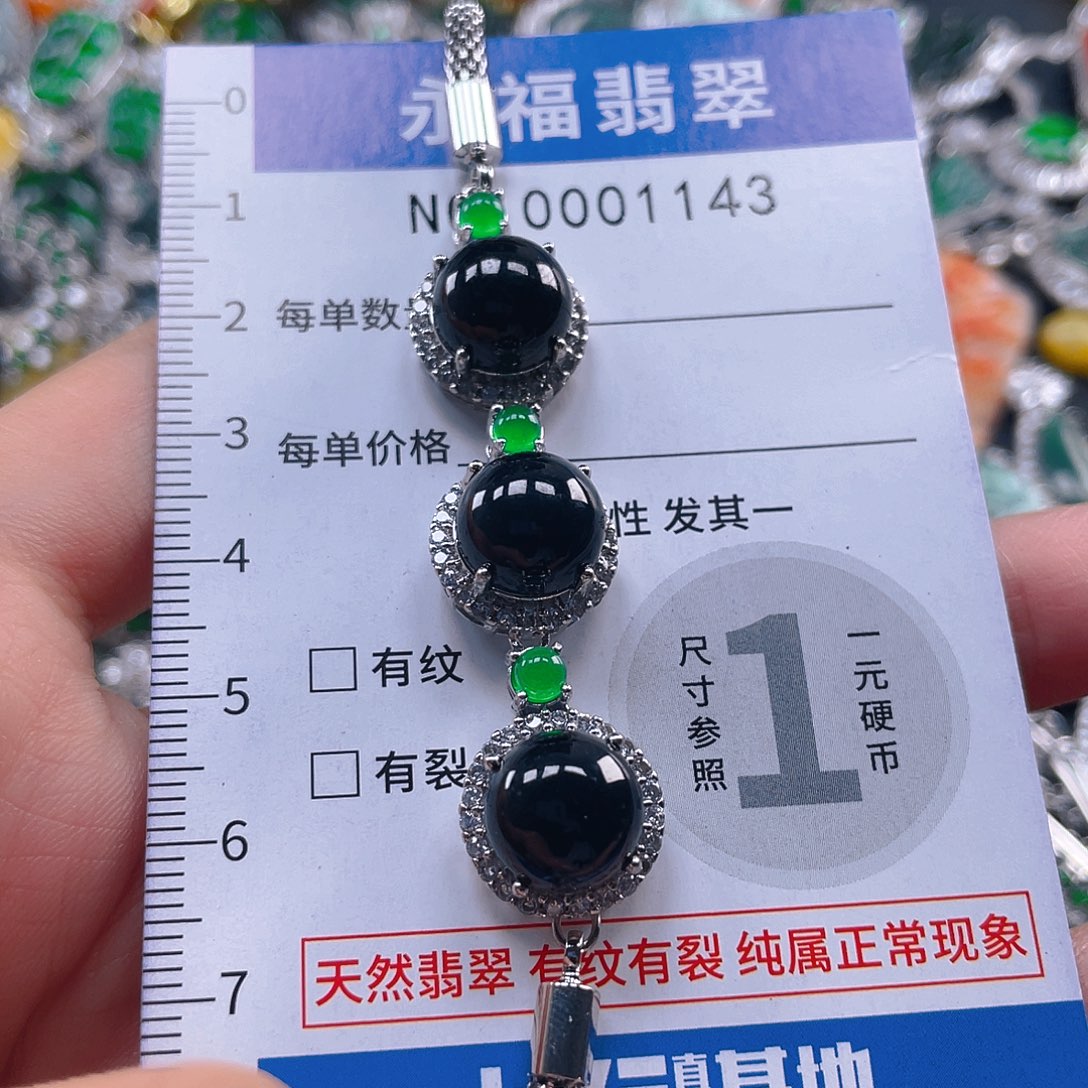 永福翡翠
0001143
每单数
每单价格
性 发其一
有纹
有裂
尺寸参照
1
一元硬币
天然翡翠 有纹有裂 纯属正常现象
基地
0
1
2
3
4
5
6
7